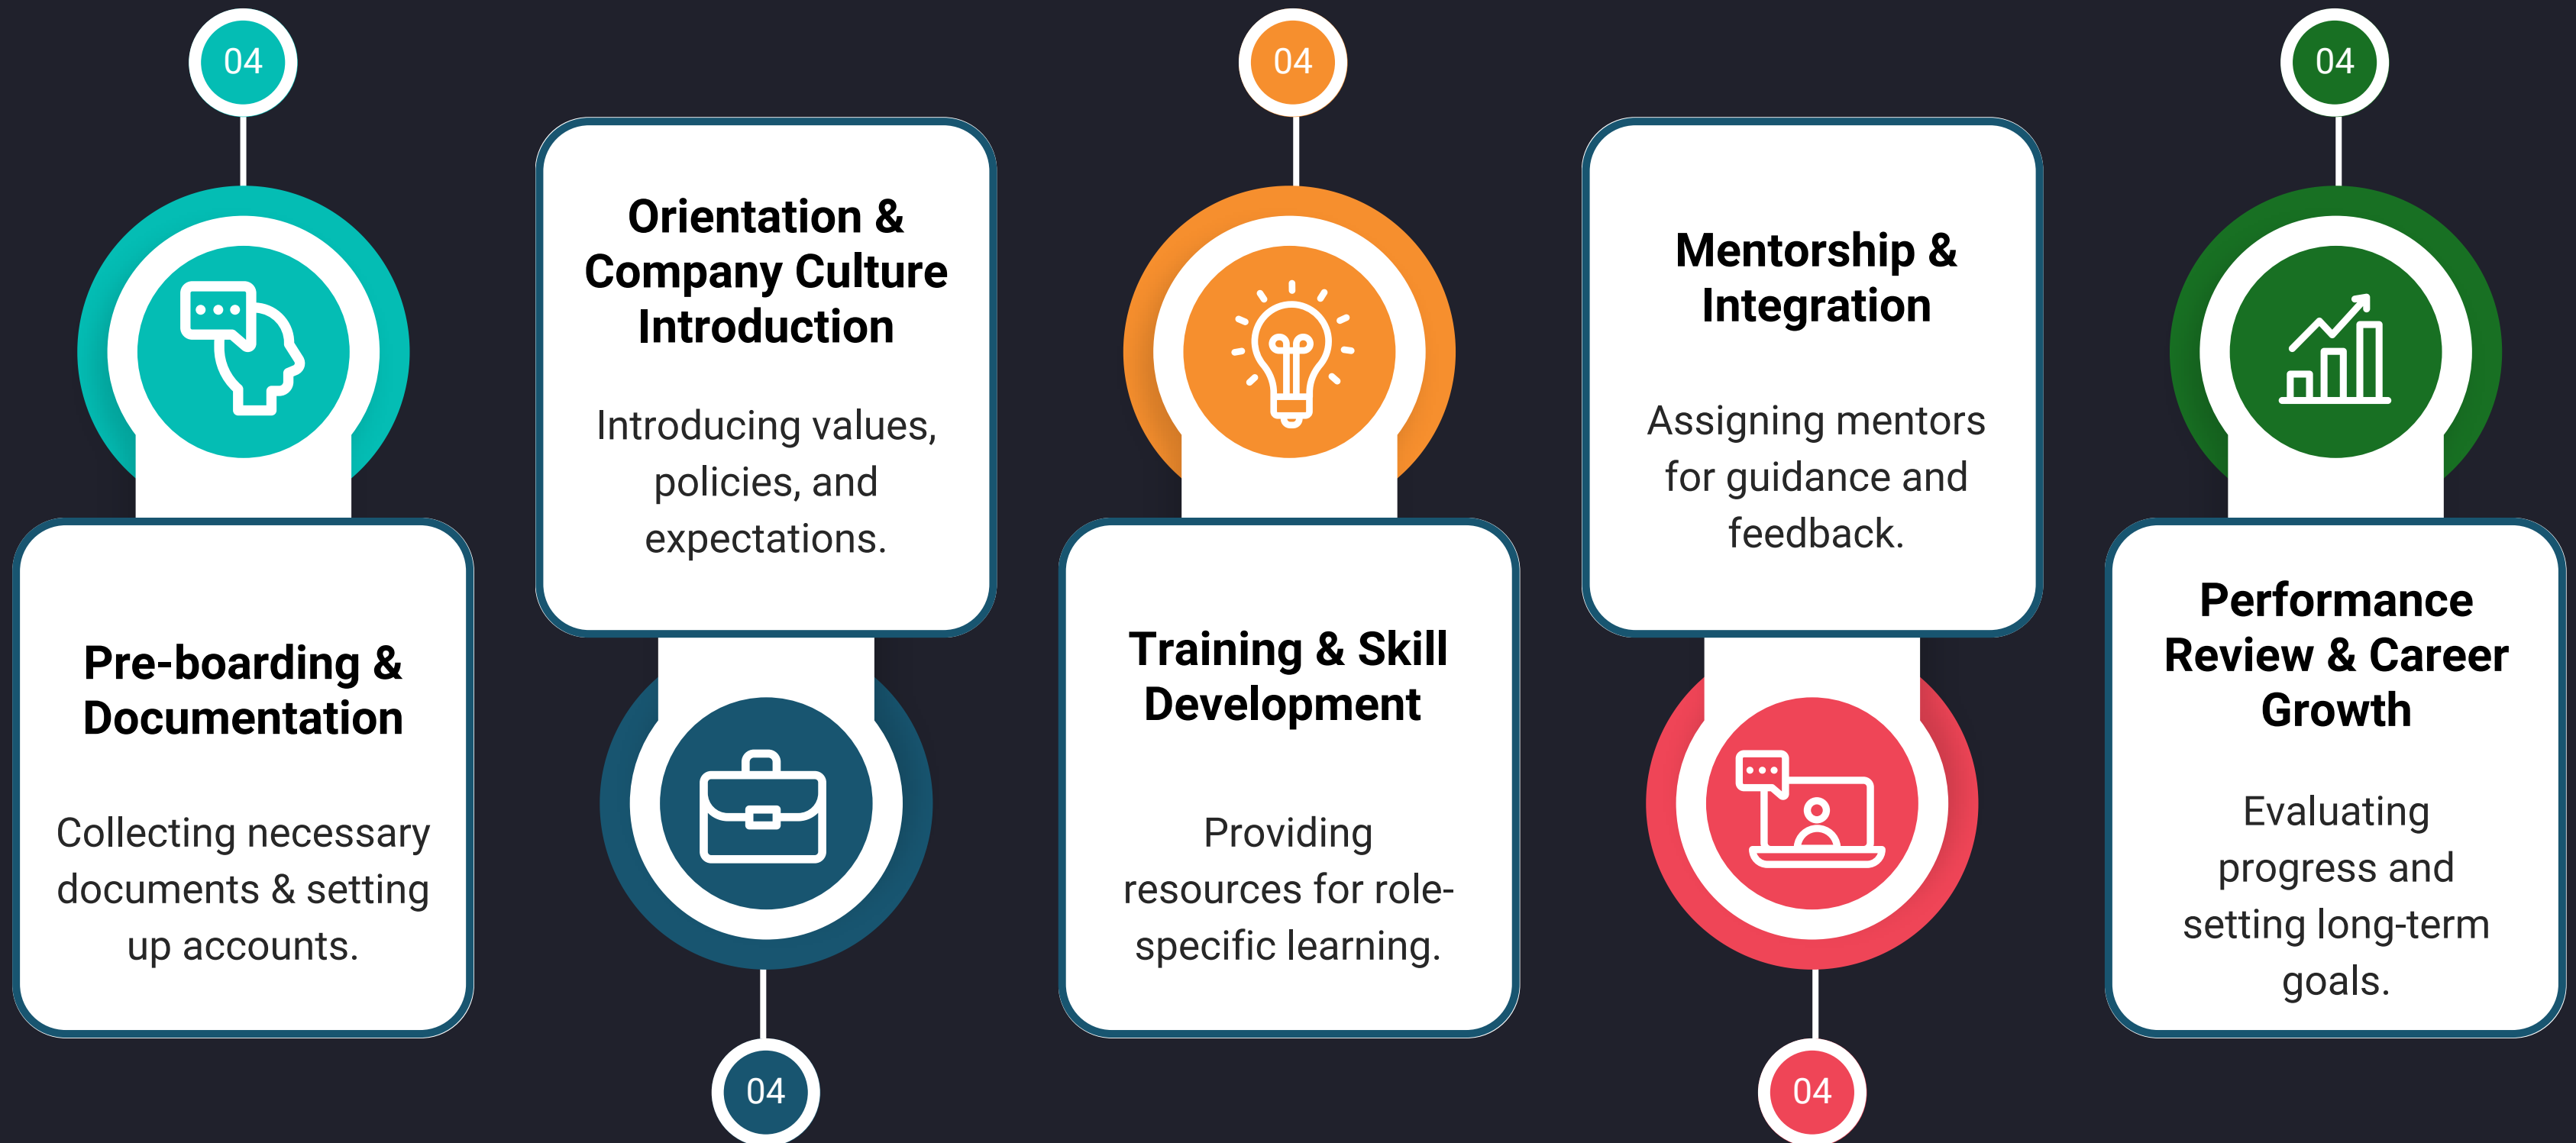 04
Pre-boarding &
Documentation
Collecting necessary
documents & setting
up accounts.
Orientation &
Company Culture
Introduction
Introducing values,
policies, and
expectations.
04
04
Training & Skill
Development
Providing
resources for role-
specific learning.
Mentorship &
Integration
Assigning mentors
for guidance and
feedback.
04
04
Performance
Review & Career
Growth
Evaluating
progress and
setting long-term
goals.